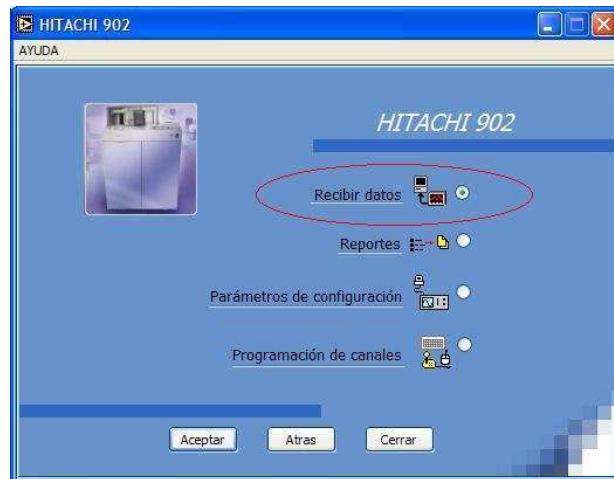 HITACHI 902
AYUDA
HITACHI 902
Recibir datos
Reportes
Parámetros de configuración
Programación de canales
Aceptar Atras Cerrar